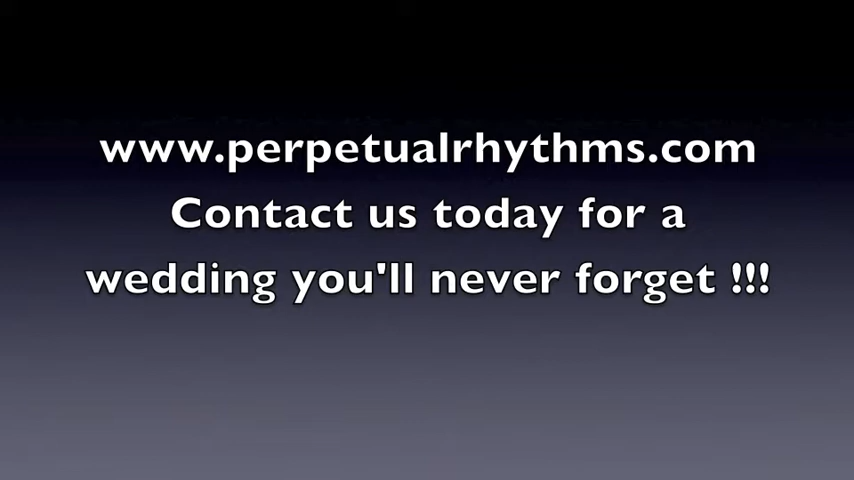 www.perpetualrhythms.com
Contact us today for a
wedding you'll never forget !!!